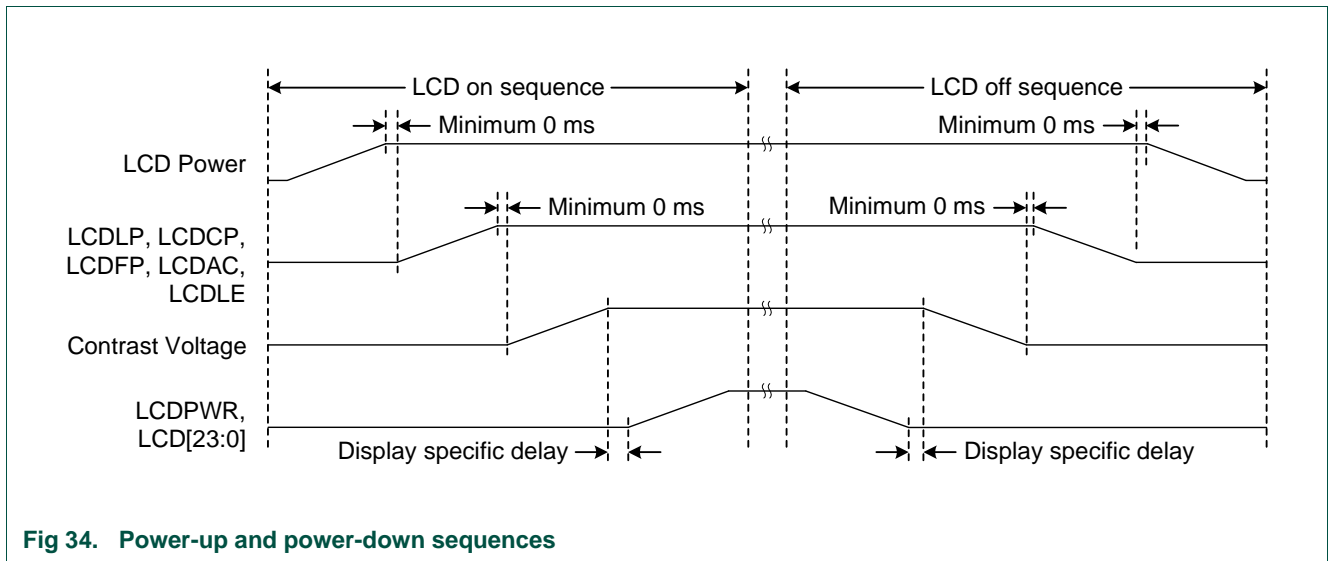 LCD on sequence
LCD off sequence
Minimum 0 ms
Minimum 0 ms
LCD Power
Minimum 0 ms
Minimum 0 ms
LCDLP, LCDCP,
LCDFP, LCDAC,
LCDLE
Contrast Voltage
LCDPWR,
LCD[23:0]
Display specific delay
Display specific delay
Fig 34. Power-up and power-down sequences